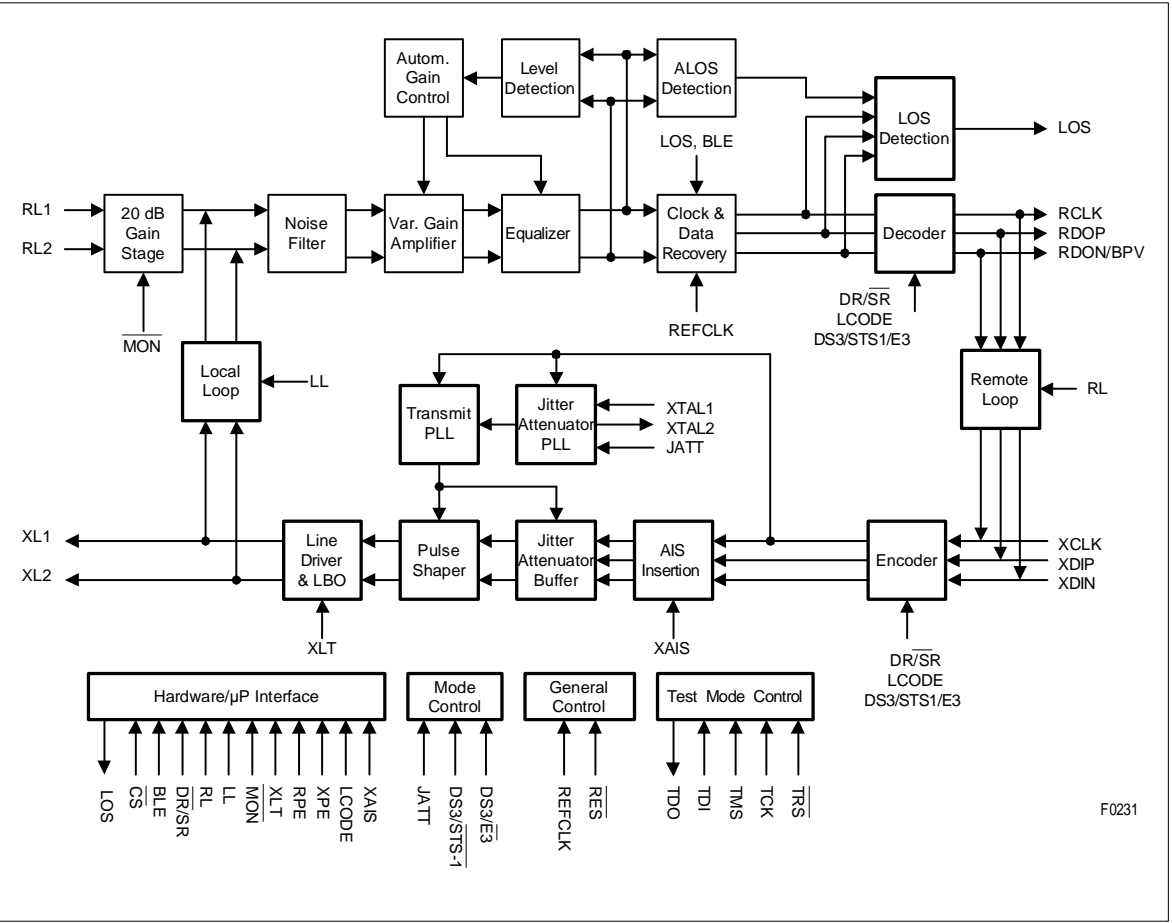 Autom.
Gain
Control
Level
Detection
ALOS
Detection
LOS
Detection
LOS
LOS, BLE
RL1
RL2
20 dB
Gain
Stage
Noise
Filter
Var. Gain
Amplifier
Equalizer
Clock &
Data
Recovery
Decoder
RCLK
RDOP
RDON/BPV
MON
REFCLK
DR/SR
LCODE
DS3/STS1/E3
Local
Loop
LL
Transmit
PLL
Jitter
Attenuator
PLL
XTAL1
XTAL2
JATT
Remote
Loop
RL
XL1
XL2
Line
Driver
& LBO
Pulse
Shaper
Jitter
Attenuator
Buffer
AIS
Insertion
Encoder
XCLK
XDIP
XDIN
XLT
XAIS
DR/SR
LCODE
DS3/STS1/E3
Hardware/µP Interface
Mode
Control
General
Control
Test Mode Control
LOS
CS
BLE
DR/SR
RL
LL
MON
XLT
RPE
XPE
LCODE
XAIS
JATT
DS3/STS-1
DS3/E3
REFCLK
RES
TDO
TDI
TMS
TCK
TRS
F0231